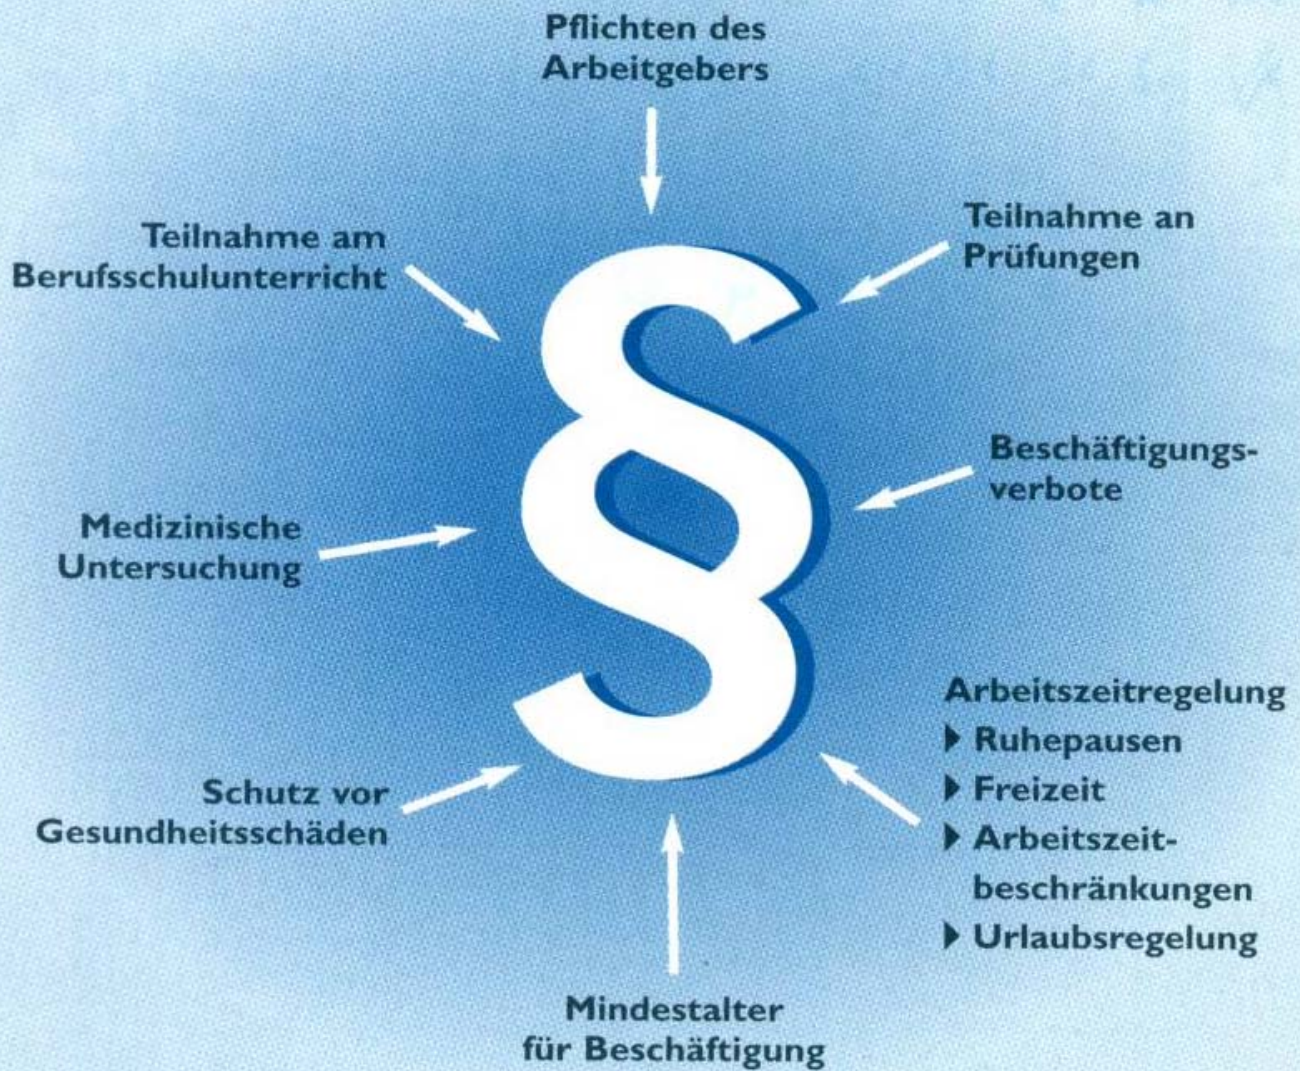 Pflichten des
Arbeitgebers
Teilnahme am
Berufsschulunterricht
Teilnahme an
Prüfungen
§
Beschäftigungs-
verbote
Medizinische
Untersuchung
Arbeitszeitregelung
Ruhepausen
Freizeit
Arbeitszeit-
beschränkungen
Urlaubsregelung
Schutz vor
Gesundheitsschäden
Mindestalter
für Beschäftigung